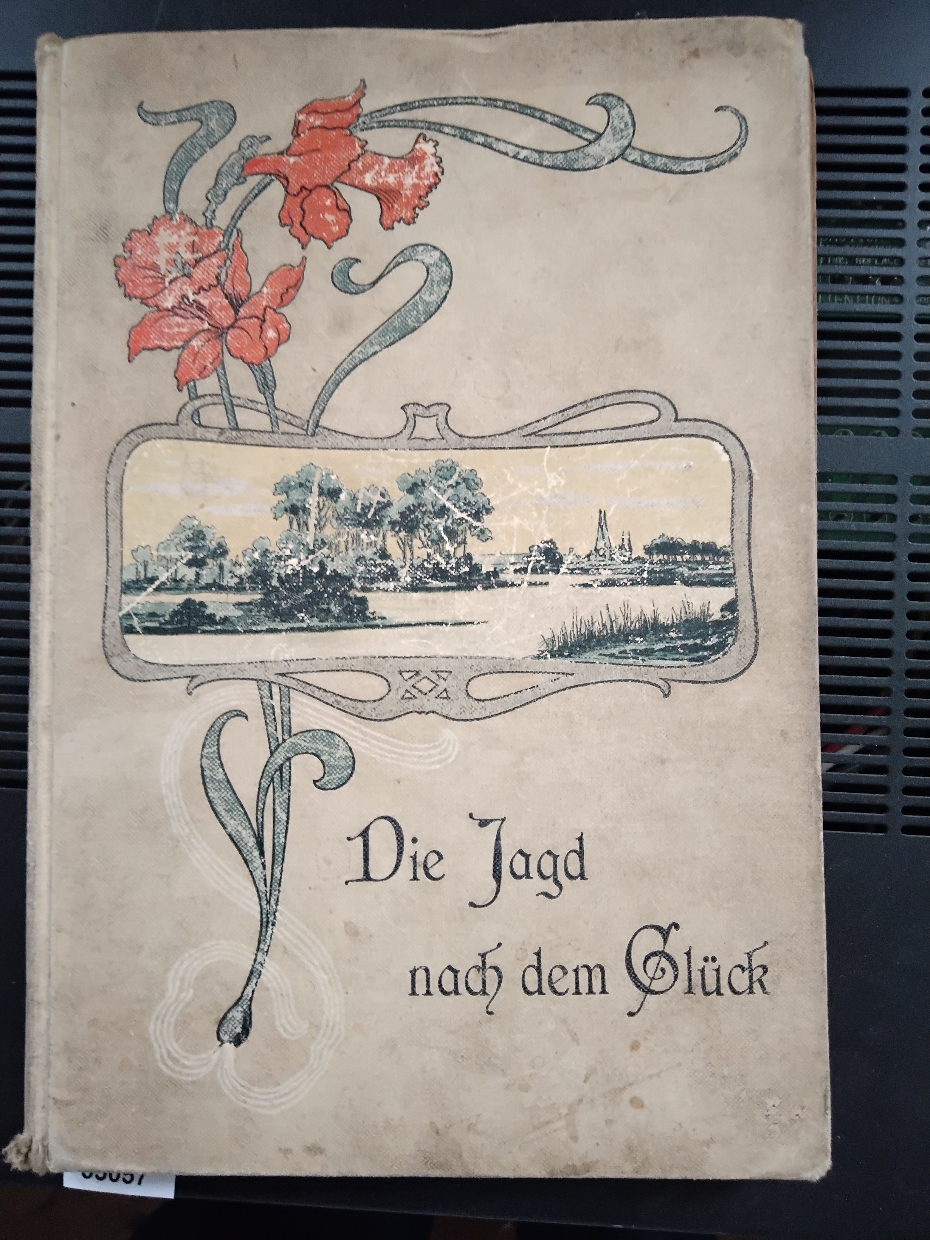 Die Jagd
nach dem Glück